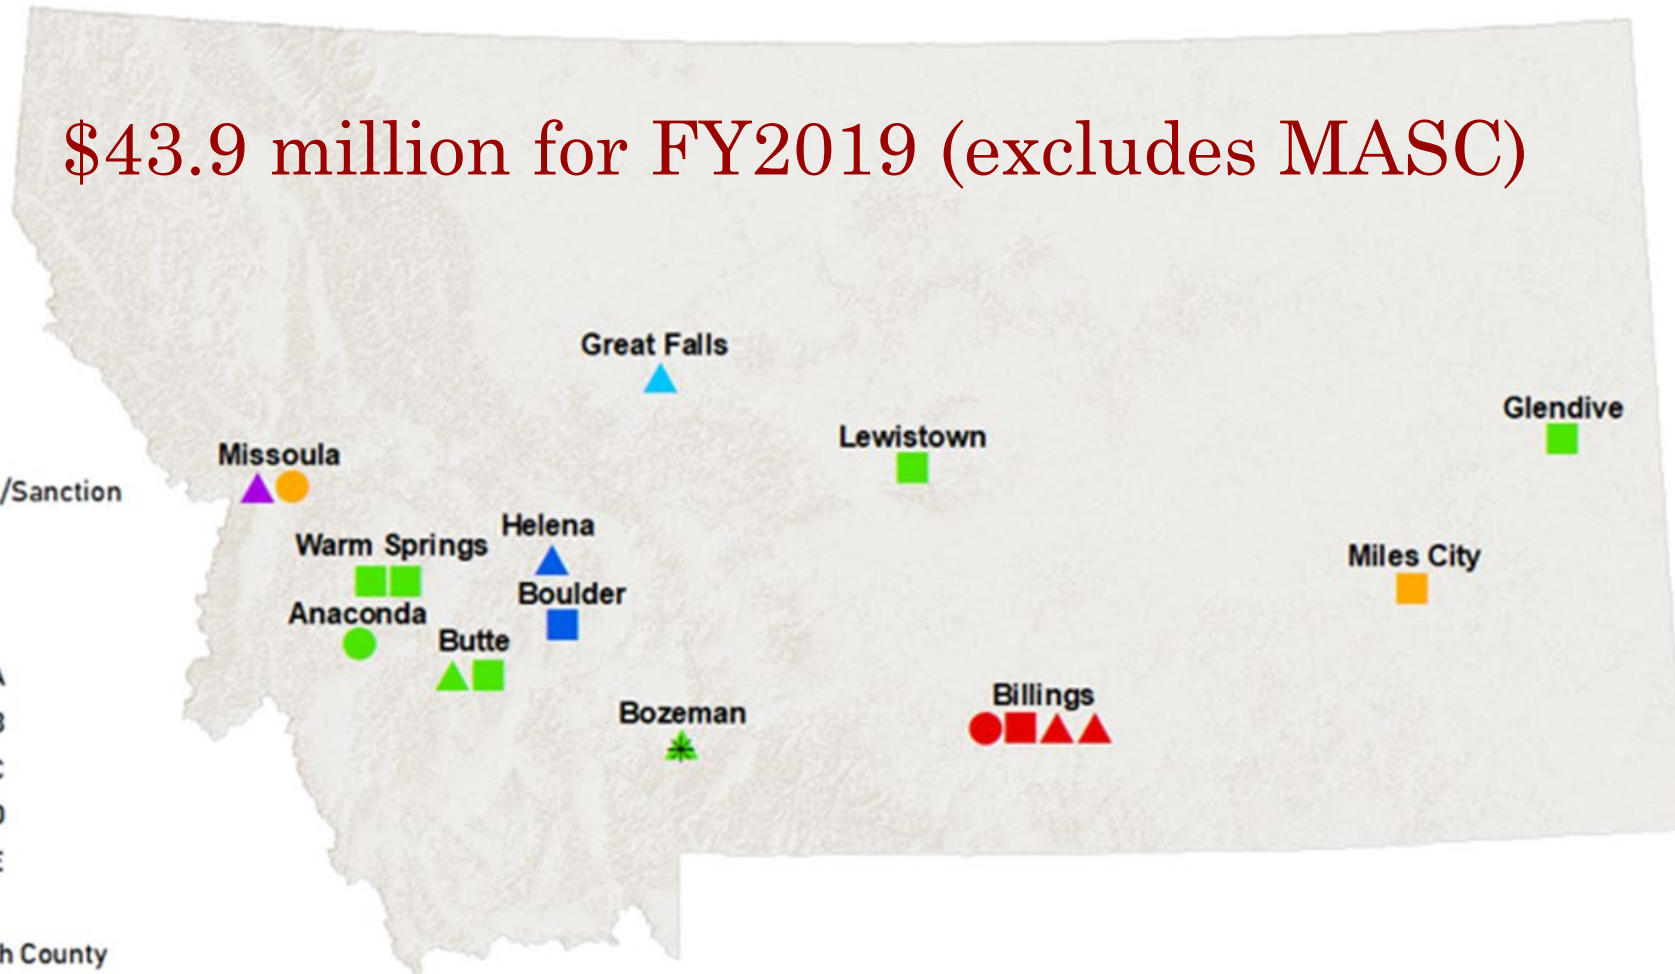 $43.9 million for FY2019 (excludes MASC)
Great Falls
Glendive
Lewistown
Missoula
/Sanction
Helena
Warm Springs
Miles City
Boulder
Anaconda
Butte
Billings
Bozeman
h County